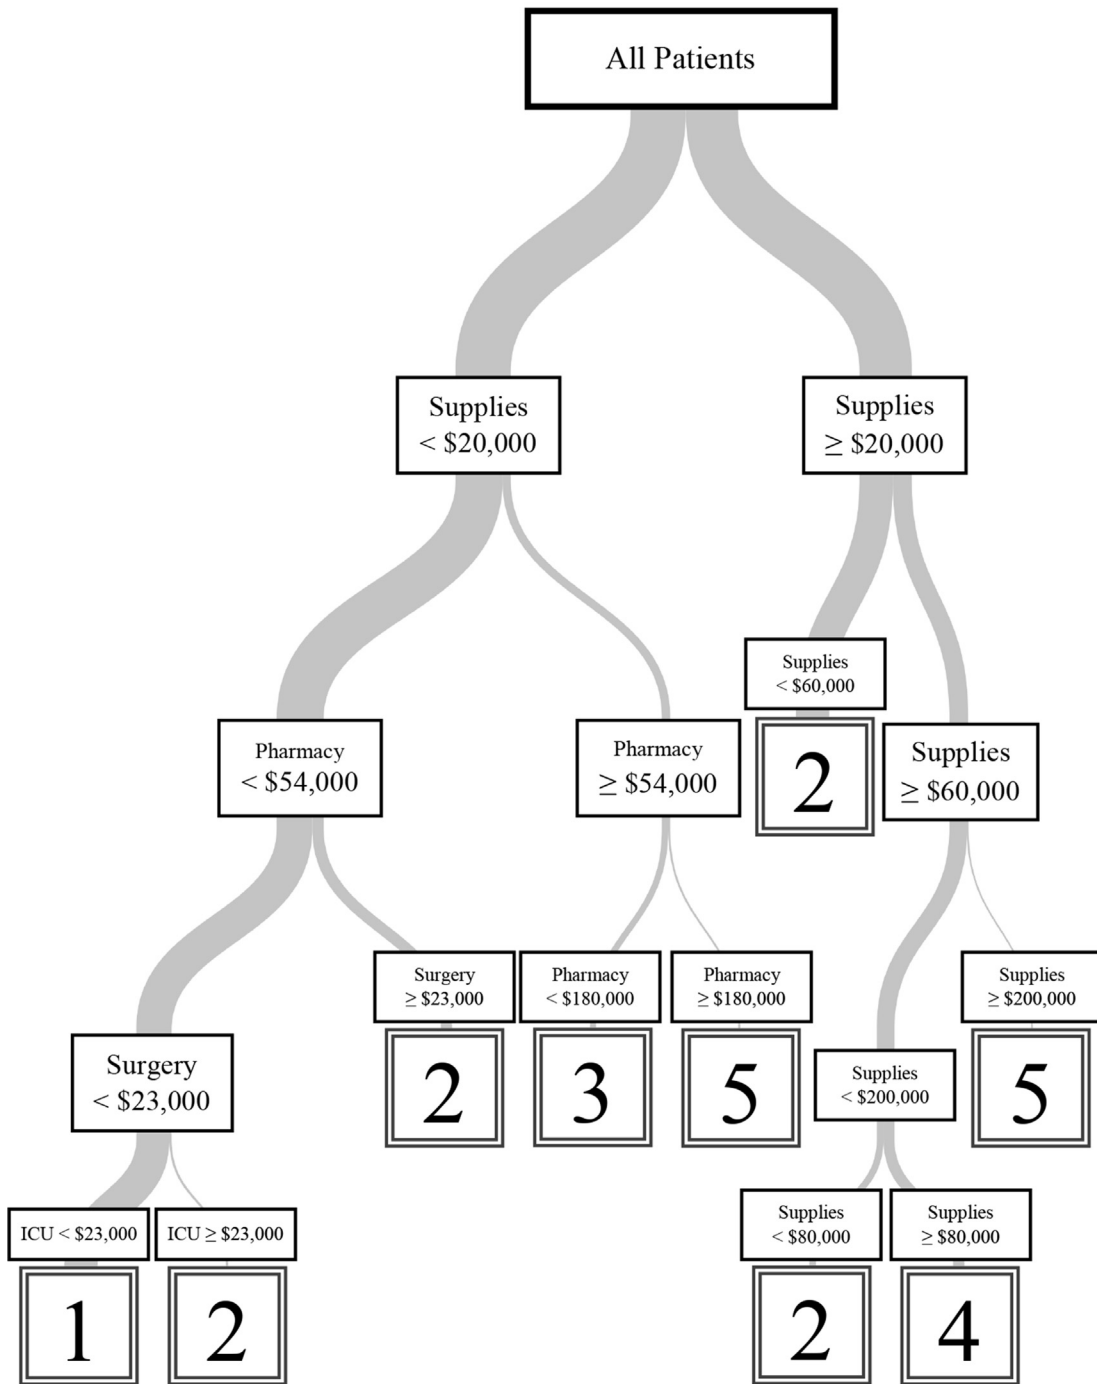 All Patients
Supplies
< $20,000
Supplies
≥ $20,000
Supplies
< $60,000
2
Pharmacy
< $54,000
Pharmacy
≥ $54,000
Supplies
≥ $60,000
Surgery
≥ $23,000
2
Pharmacy
< $180,000
3
Pharmacy
≥ $180,000
5
Supplies
≥ $200,000
5
Surgery
< $23,000
Supplies
< $200,000
ICU < $23,000
1
ICU ≥ $23,000
2
Supplies
< $80,000
2
Supplies
≥ $80,000
4